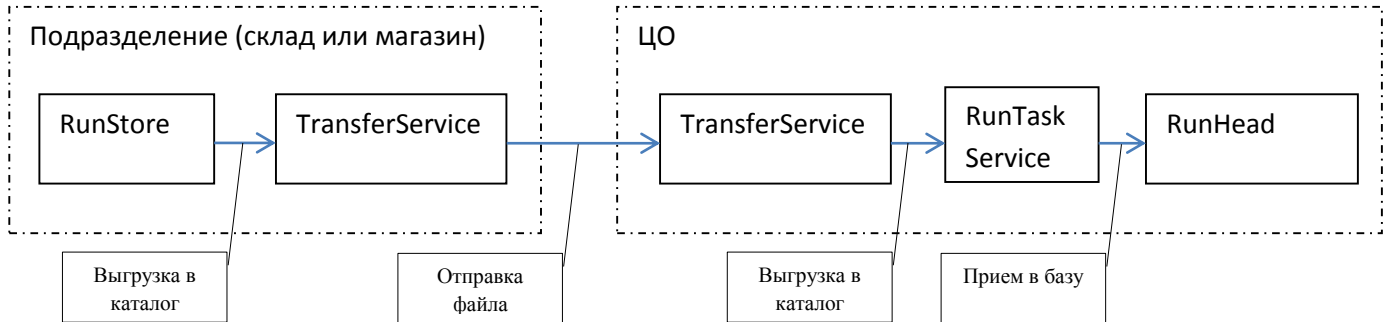 Подразделение (склад или магазин)
ЦО
RunStore
TransferService
TransferService
RunTask
Service
RunHead
Выгрузка в
каталог
Отправка
файла
Выгрузка в
каталог
Прием в базу